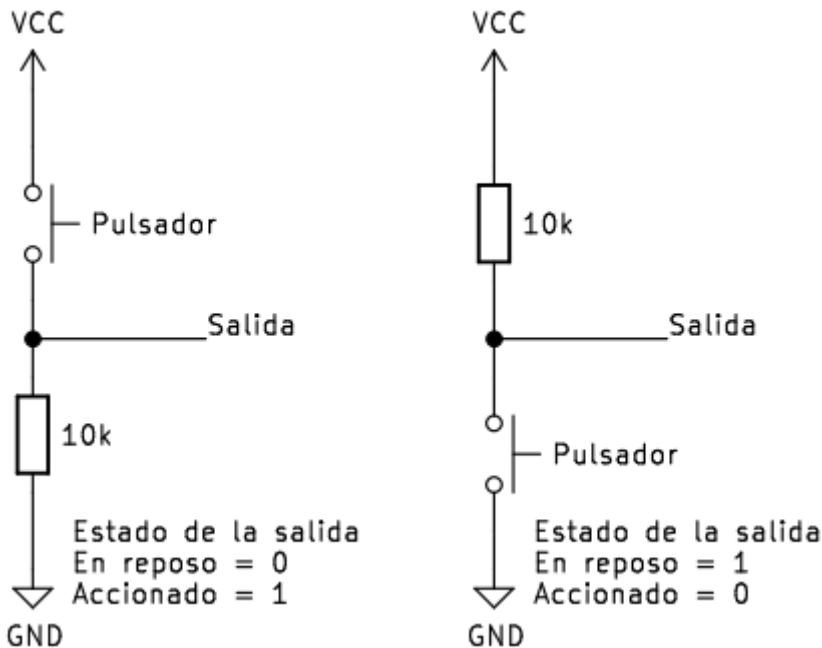 VCC
Pulsador
Salida
10k
Estado de la salida
En reposo = 0
Accionado = 1
GND
VCC
10k
Salida
Pulsador
Estado de la salida
En reposo = 1
Accionado = 0
GND